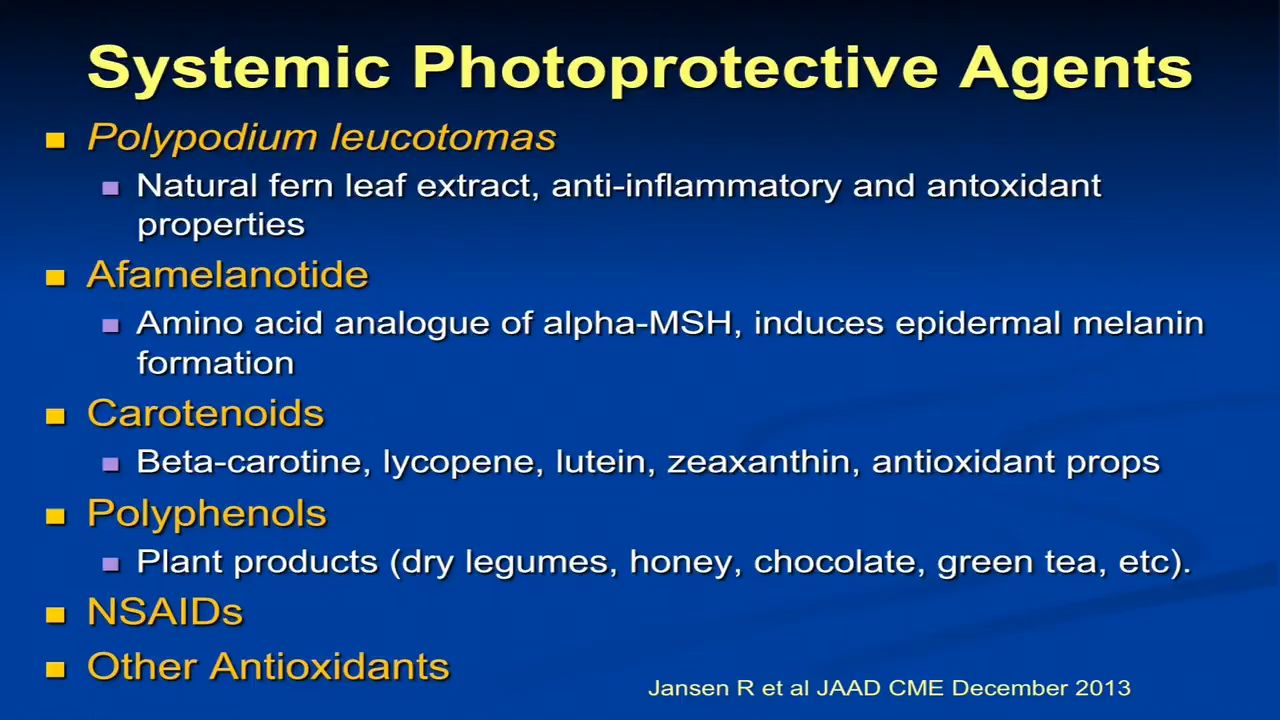 Systemic Photoprotective Agents
Polypodium leucotomas
Natural fern leaf extract, anti-inflammatory and antoxidant
properties
Afamelanotide
Amino acid analogue of alpha-MSH, induces epidermal melanin
formation
Carotenoids
Beta-carotine, lycopene, lutein, zeaxanthin, antioxidant props
Polyphenols
Plant products (dry legumes, honey, chocolate, green tea, etc).
NSAIDs
Other Antioxidants
Jansen R et al JAAD CME December 2013